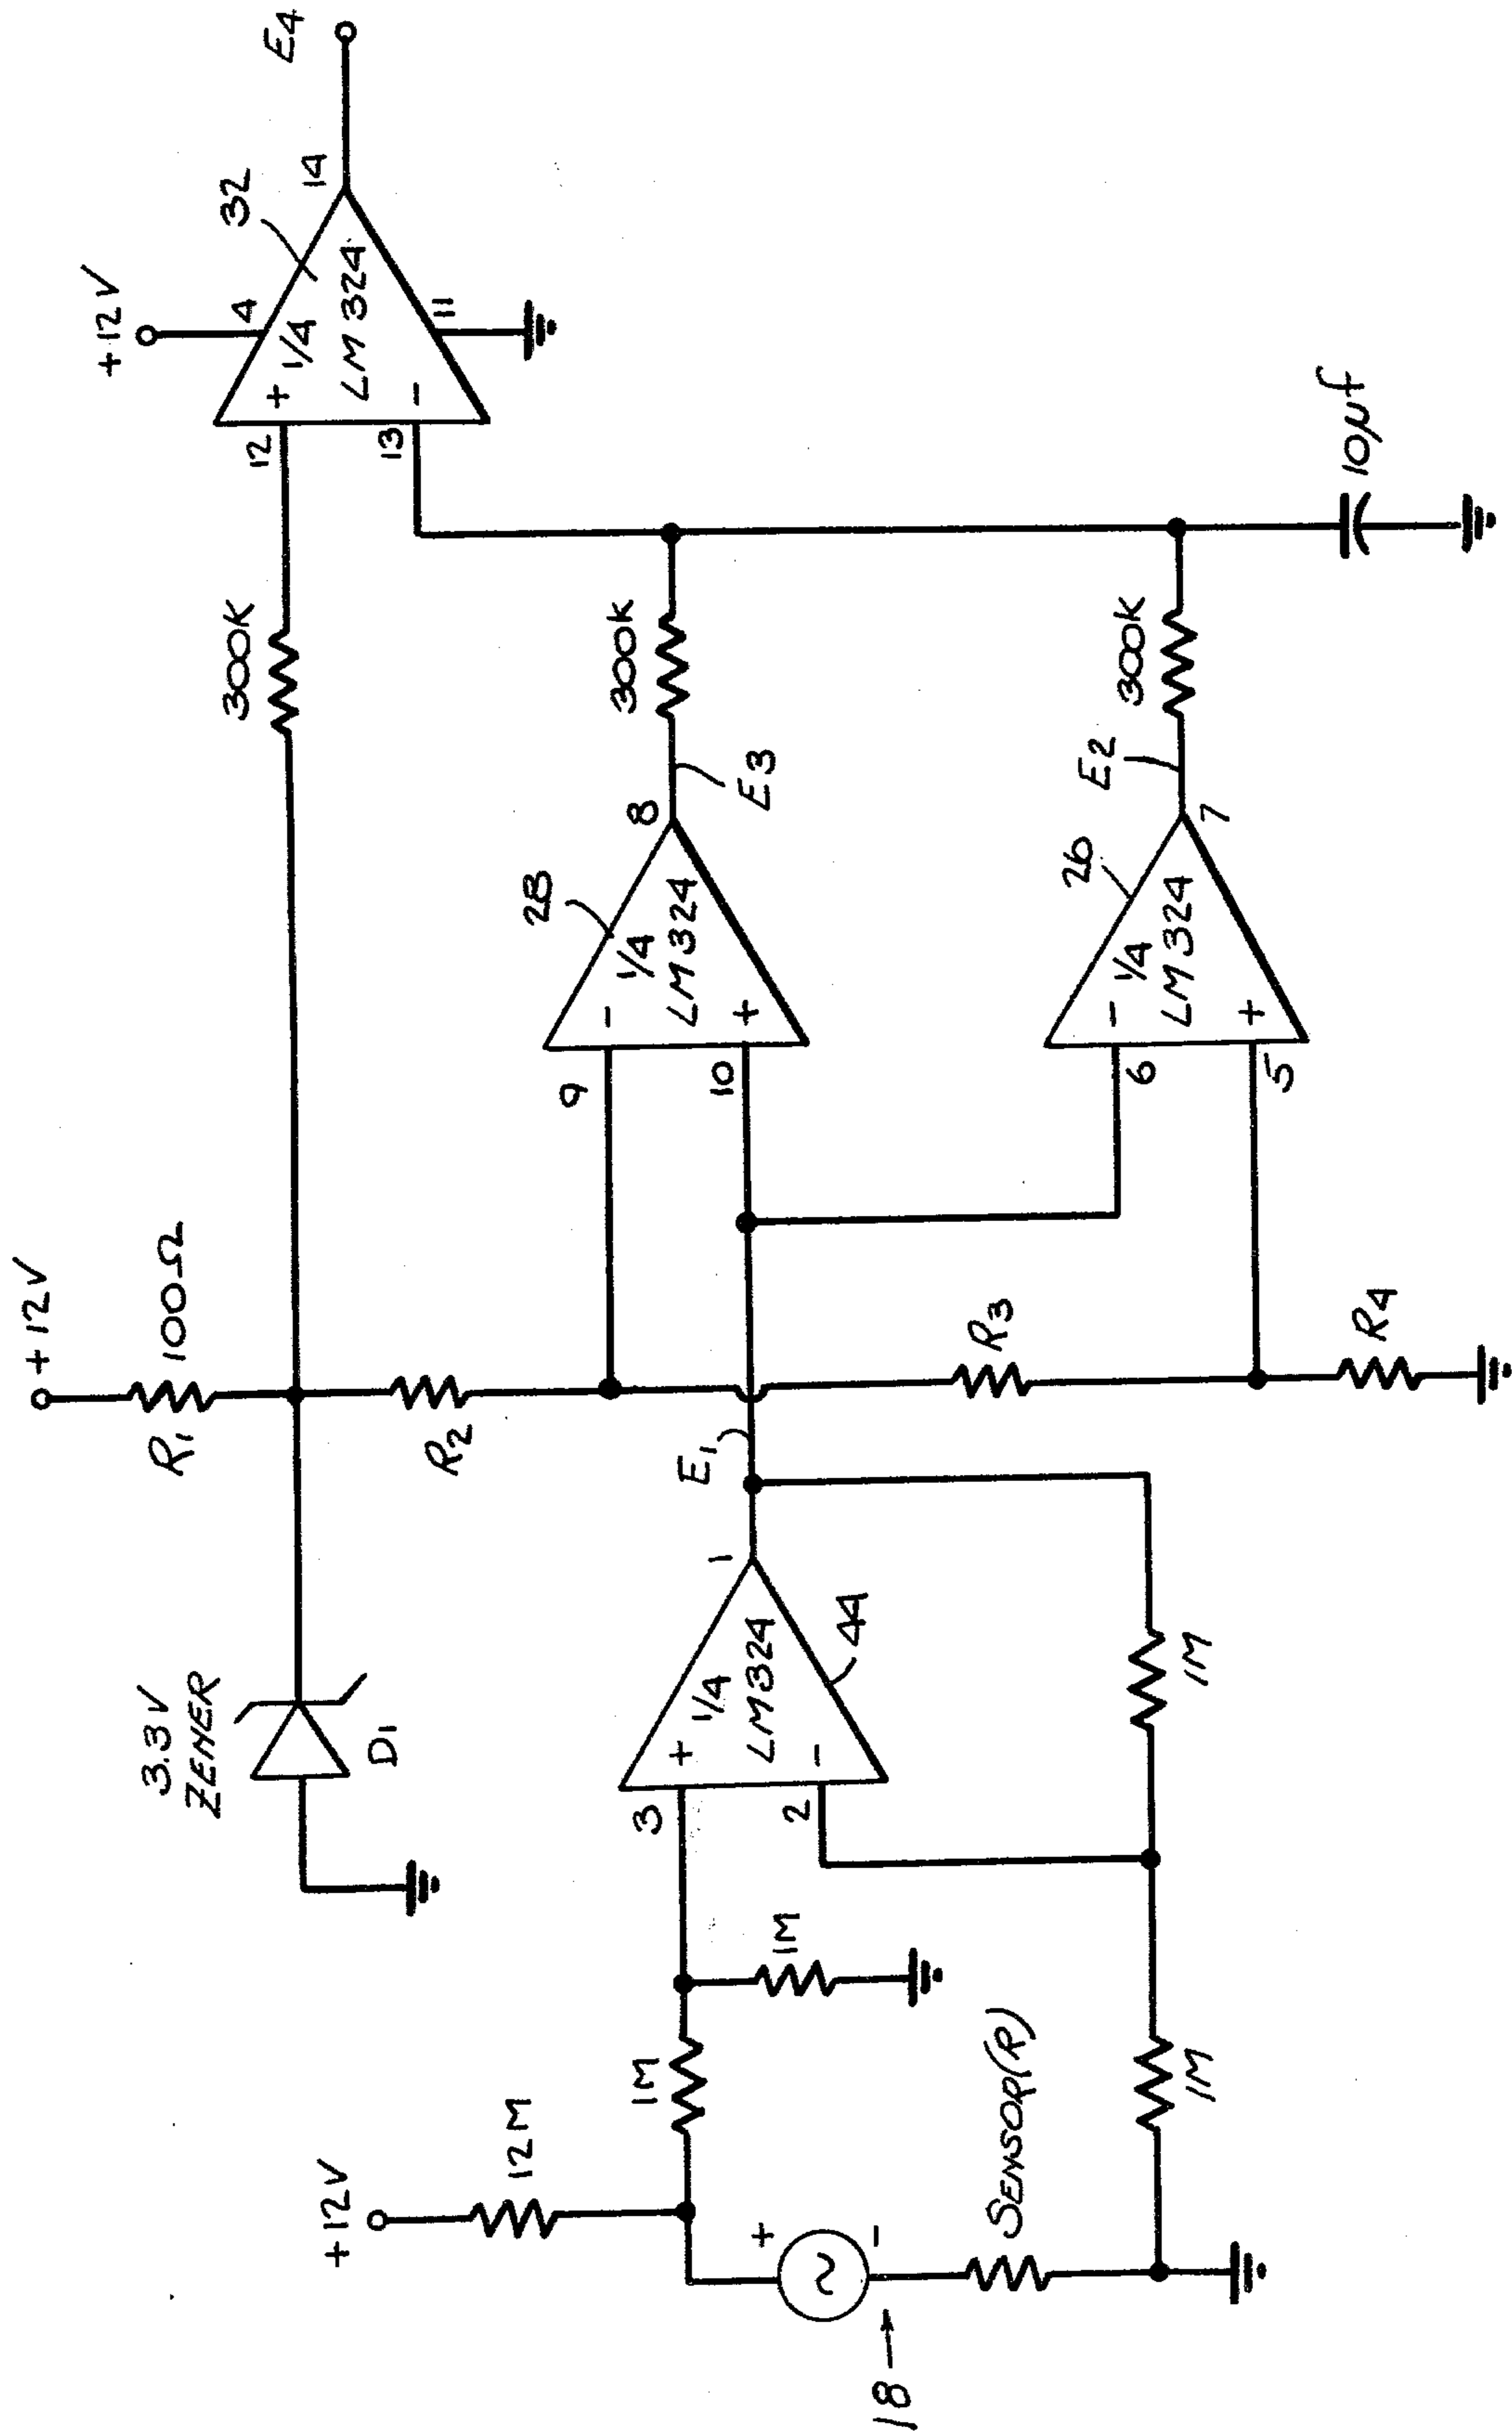 +12V
4
32
14
E4
12
+
1/4
LM324
-
13
11
300K
+12V
R1
100Ω
3.3V
ZENER
D1
R2
28
8
300K
E3
9
-
1/4
LM324
+
10
26
7
E2
300K
6
-
1/4
LM324
+
5
R3
R4
10µf
E1
1
44
3
+
1/4
LM324
-
2
1M
1M
1M
1M
+12V
12M
+
-
18
SENSOR(R)